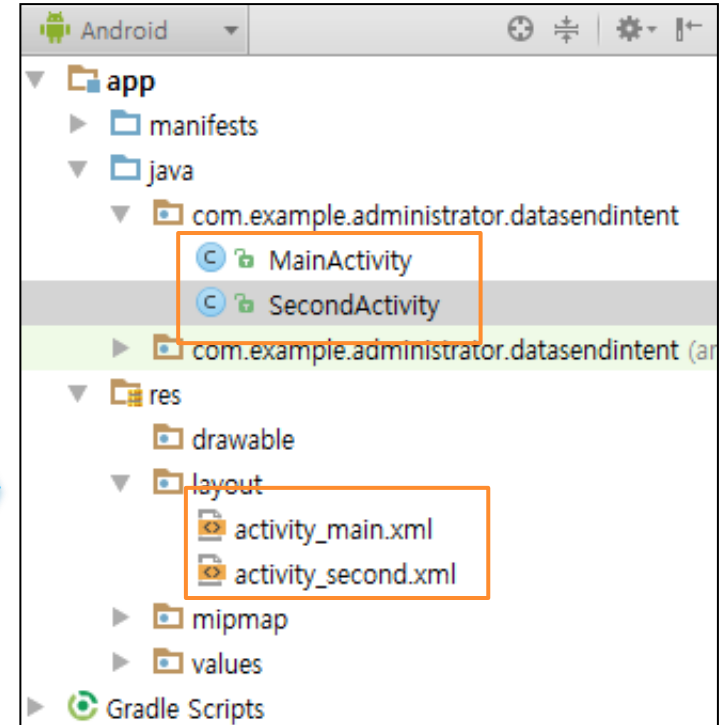 Android
app
manifests
java
com.example.administrator.datasendintent
C MainActivity
C SecondActivity
com.example.administrator.datasendintent (ar
res
drawable
layout
activity_main.xml
activity_second.xml
mipmap
values
Gradle Scripts